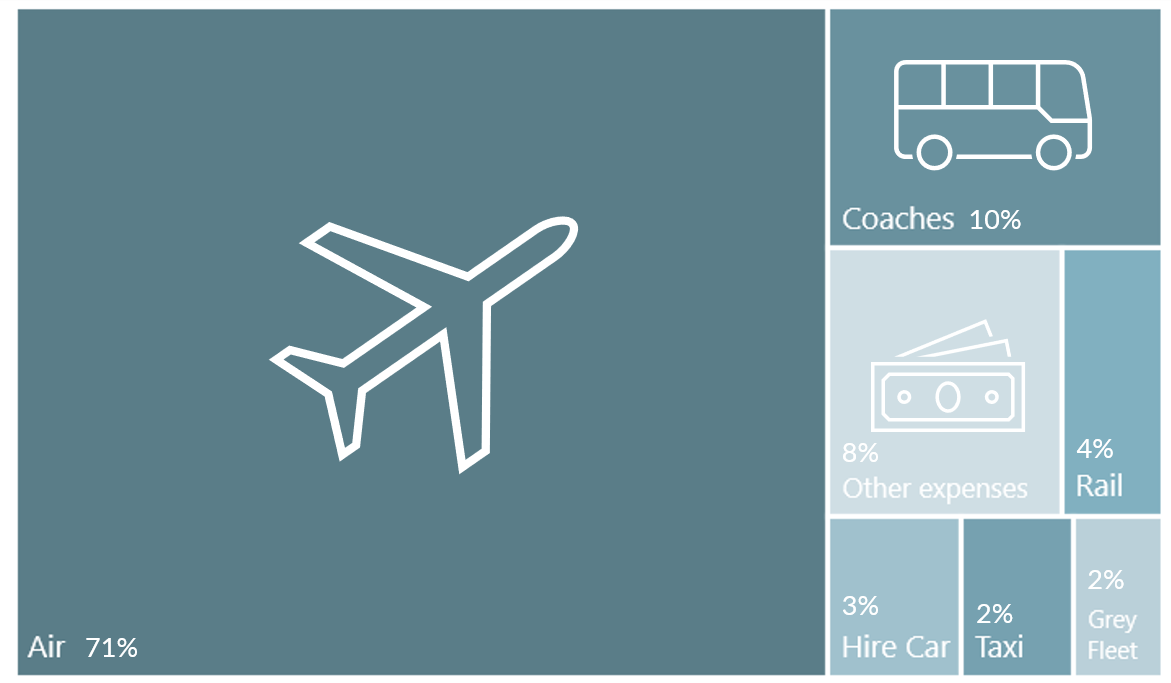 Air 71%
Coaches 10%
8%
Other expenses
4%
Rail
3%
Hire Car
2%
Taxi
2%
Grey
Fleet